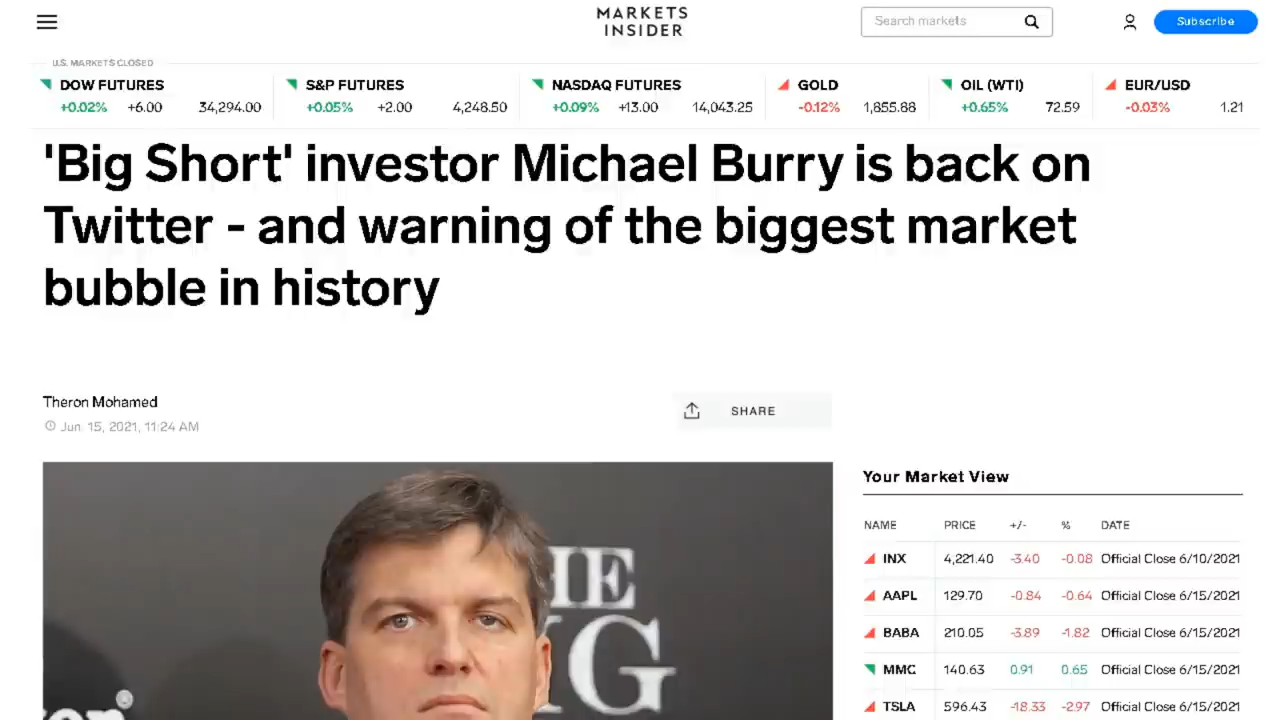 MARKETS
INSIDER
Search markets
Subscribe
U.S. MARKETS CLOSED
DOW FUTURES
+0.02% +6.00 34,294.00
S&P FUTURES
+0.05% +2.00 4,248.50
NASDAQ FUTURES
+0.09% +13.00 14,043.25
GOLD
-0.12% 1,855.88
OIL (WTI)
+0.65% 72.59
EUR/USD
-0.03% 1.21
'Big Short' investor Michael Burry is back on
Twitter - and warning of the biggest market
bubble in history
Theron Mohamed
Jun. 15, 2021, 11:24 AM
SHARE
HE
G
Your Market View
NAME PRICE +/- % DATE
INX 4,221.40 -3.40 -0.08 Official Close 6/10/2021
AAPL 129.70 -0.84 -0.64 Official Close 6/15/2021
BABA 210.05 -3.89 -1.82 Official Close 6/15/2021
MMC 140.63 0.91 0.65 Official Close 6/15/2021
TSLA 596.43 -18.33 -2.97 Official Close 6/15/2021